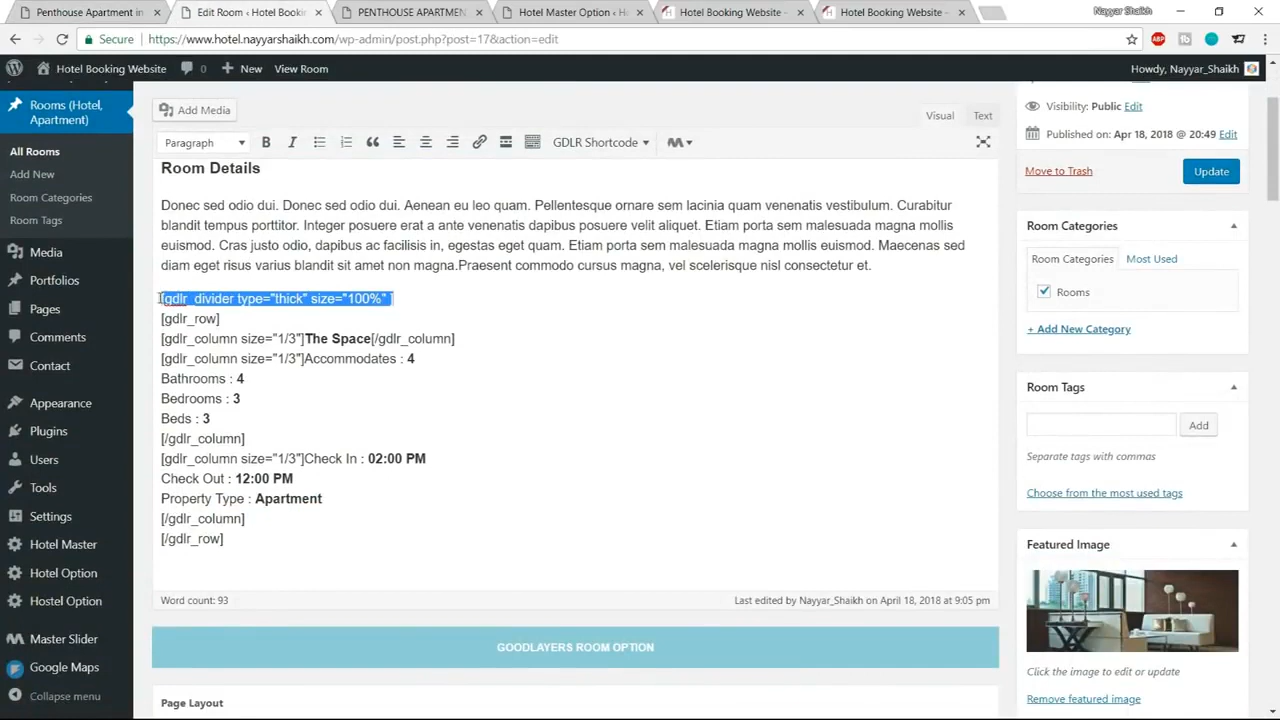 Penthouse Apartment in
Edit Room ‹ Hotel Bookin
PENTHOUSE APARTMEN
Hotel Master Option ‹
Hotel Booking Website –
Hotel Booking Website –
Nayyar Shaikh
Secure
https://www.hotel.nayyarshaikh.com/wp-admin/post.php?post=17&action=edit
ABP
Hotel Booking Website
0
New
View Room
Howdy, Nayyar_Shaikh
Rooms (Hotel,
Apartment)
All Rooms
Add New
Room Categories
Room Tags
Media
Portfolios
Pages
Comments
Contact
Appearance
Plugins
Users
Tools
Settings
Hotel Master
Hotel Option
Hostel Option
Master Slider
Google Maps
Collapse menu
Add Media
Visual
Text
Paragraph
B
I
GDLR Shortcode
Room Details
Donec sed odio dui. Donec sed odio dui. Aenean eu leo quam. Pellentesque ornare sem lacinia quam venenatis vestibulum. Curabitur
blandit tempus porttitor. Integer posuere erat a ante venenatis dapibus posuere velit aliquet. Etiam porta sem malesuada magna mollis
euismod. Cras justo odio, dapibus ac facilisis in, egestas eget quam. Etiam porta sem malesuada magna mollis euismod. Maecenas sed
diam eget risus varius blandit sit amet non magna.Praesent commodo cursus magna, vel scelerisque nisl consectetur et.
[gdlr_divider type="thick" size="100%" ]
[gdlr_row]
[gdlr_column size="1/3"]The Space[/gdlr_column]
[gdlr_column size="1/3"]Accommodates : 4
Bathrooms : 4
Bedrooms : 3
Beds : 3
[/gdlr_column]
[gdlr_column size="1/3"]Check In : 02:00 PM
Check Out : 12:00 PM
Property Type : Apartment
[/gdlr_column]
[/gdlr_row]
Word count: 93
Last edited by Nayyar_Shaikh on April 18, 2018 at 9:05 pm
GOODLAYERS ROOM OPTION
Page Layout
Visibility: Public Edit
Published on: Apr 18, 2018 @ 20:49 Edit
Move to Trash
Update
Room Categories
Room Categories
Most Used
Rooms
+ Add New Category
Room Tags
Add
Separate tags with commas
Choose from the most used tags
Featured Image
Click the image to edit or update
Remove featured image